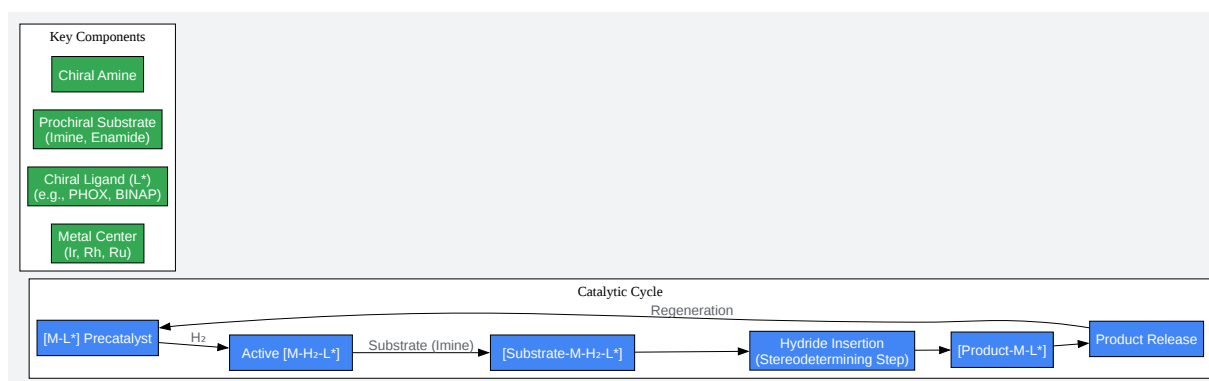 Key Components
Chiral Amine
Prochiral Substrate
(Imine, Enamide)
Chiral Ligand (L*)
(e.g., PHOX, BINAP)
Metal Center
(Ir, Rh, Ru)
Catalytic Cycle
Regeneration
[M-L*] Precatalyst
H₂
Active [M-H₂-L*]
Substrate (Imine)
[Substrate-M-H₂-L*]
Hydride Insertion
(Stereodetermining Step)
[Product-M-L*]
Product Release